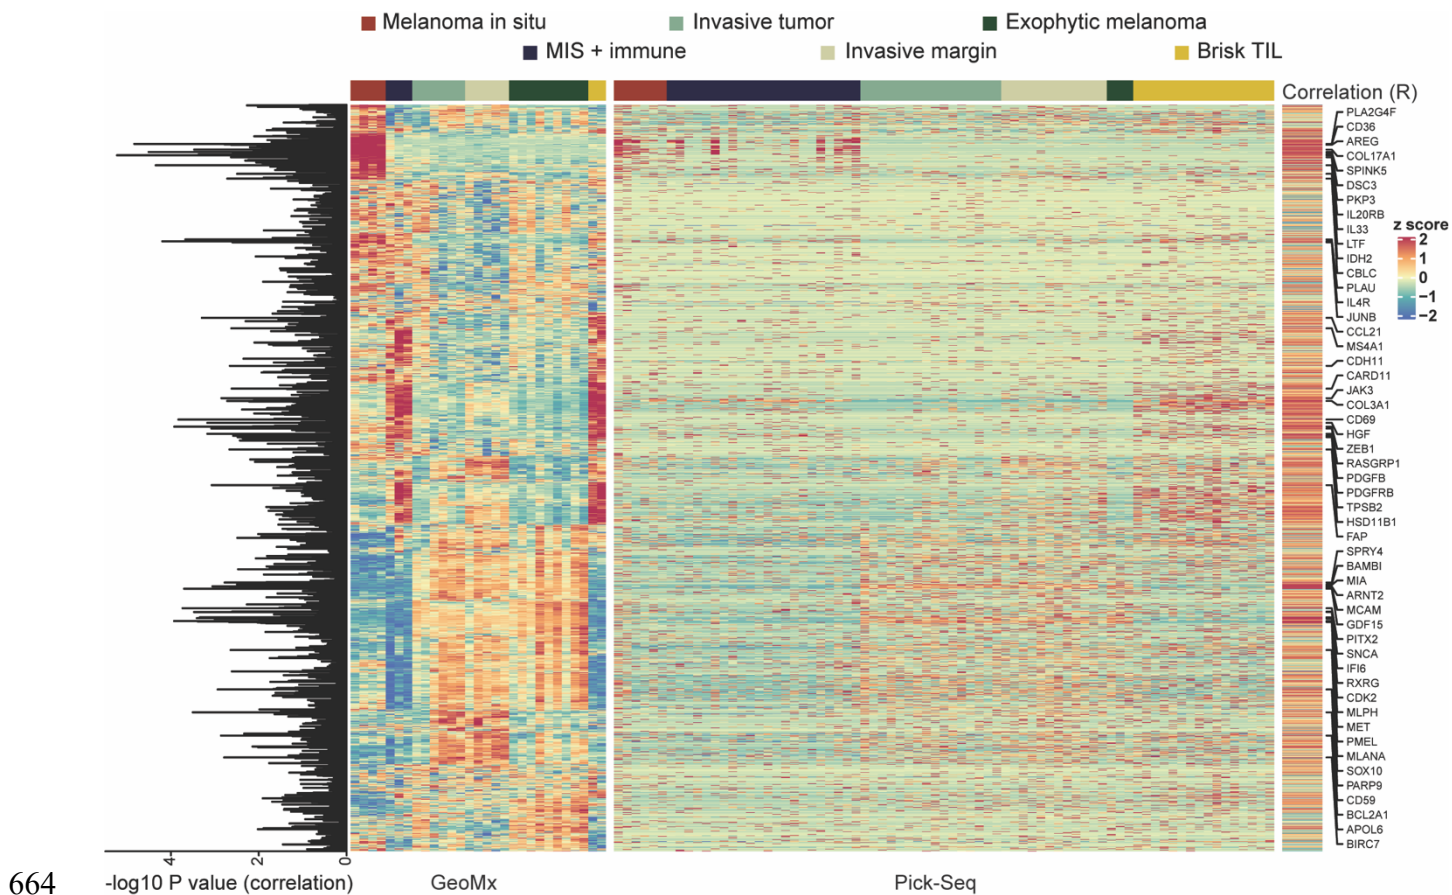 Melanoma in situ Invasive tumor Exophytic melanoma
MIS + immune Invasive margin Brisk TIL
Correlation (R)
PLA2G4F
CD36
AREG
COL17A1
SPINK5
DSC3
PKP3
IL20RB
IL33
LTF
IDH2
CBLC
PLAU
IL4R
JUNB
CCL21
MS4A1
CDH11
CARD11
JAK3
COL3A1
CD69
HGF
ZEB1
RASGRP1
PDGFB
PDGFRB
TPSB2
HSD11B1
FAP
SPRY4
BAMBI
MIA
ARNT2
MCAM
GDF15
PITX2
SNCA
IFI6
RXRG
CDK2
MLPH
MET
PMEL
MLANA
SOX10
PARP9
CD59
BCL2A1
APOL6
BIRC7
z score
2
1
0
−1
−2
4 2 0
664 -log10 P value (correlation) GeoMx Pick-Seq